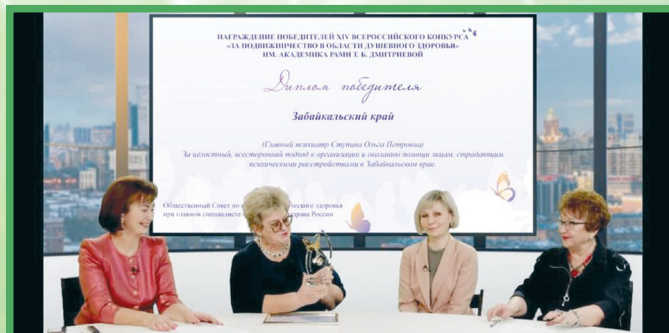 НАГРАЖДЕНИЕ ПОБЕДИТЕЛЕЙ XIV ВСЕРОССИЙСКОГО КОНКУРСА
«ЗА ПОДВИЖНИЧЕСТВО В ОБЛАСТИ ДУШЕВНОГО ЗДОРОВЬЯ»
ИМ. АКАДЕМИКА РАМН Т. Б. ДМИТРИЕВОЙ
Диплом победителя
Забайкальский край
(Главный психиатр Ступина Ольга Петровна)
За целостный, всесторонний подход к организации и оказанию помощи лицам, страдающим
психическими расстройствами в Забайкальском крае
Общественный Совет по здоровья
при главном специалисте России